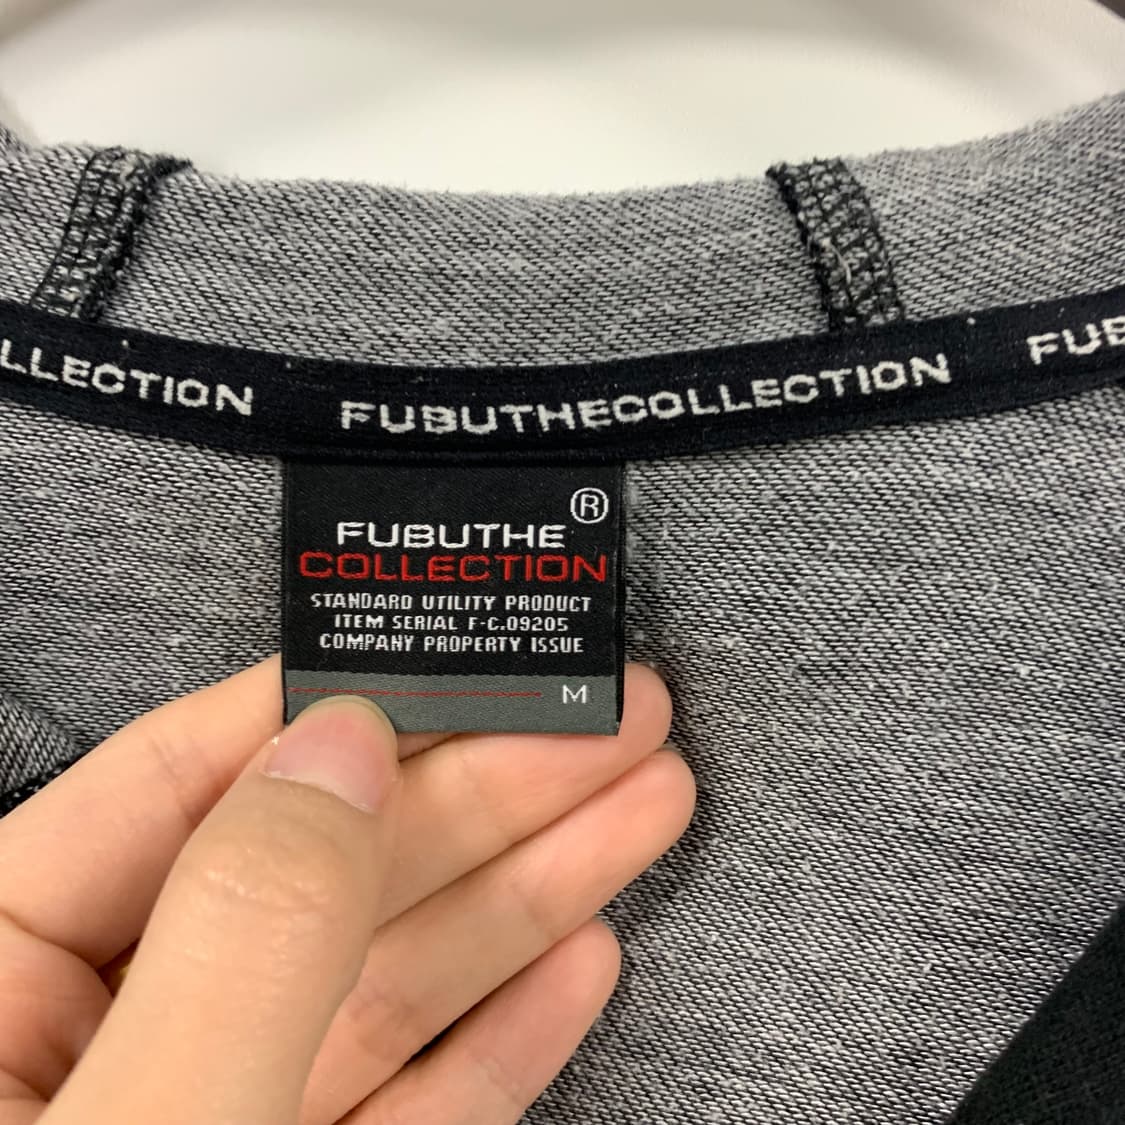 LLECTION FUBUTHECOLLECTION FUB
®
FUBUTHE
COLLECTION
STANDARD UTILITY PRODUCT
ITEM SERIAL F-C.09205
COMPANY PROPERTY ISSUE
M